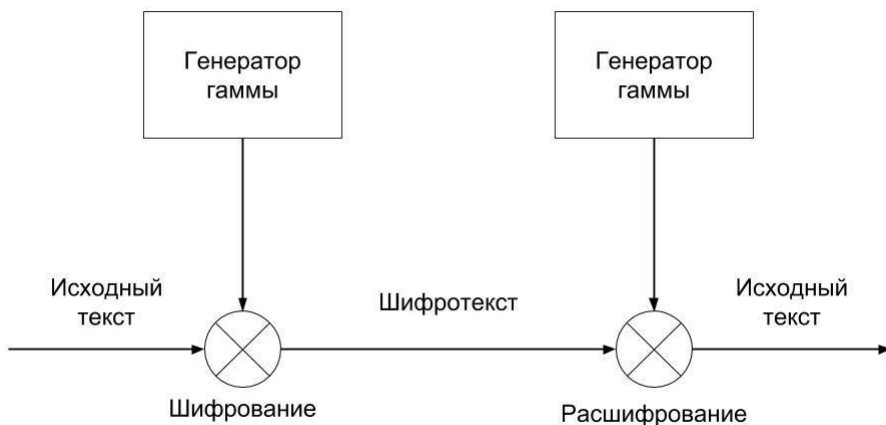 Генератор
гаммы
Генератор
гаммы
Исходный
текст
Шифротекст
Исходный
текст
Шифрование
Расшифрование